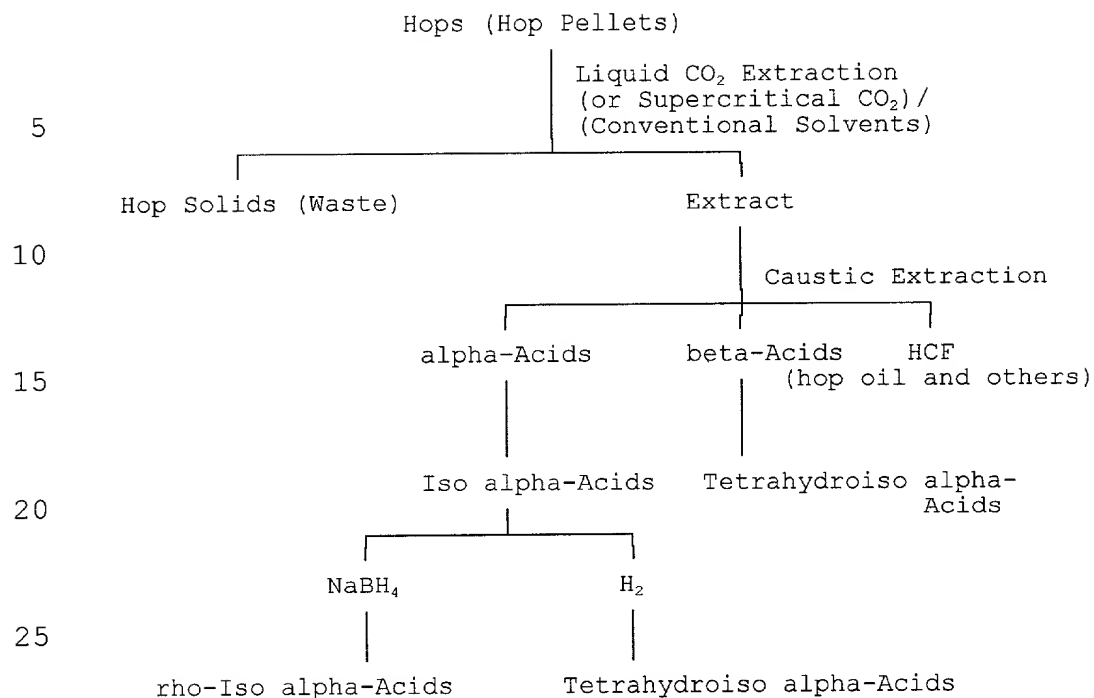 Hops (Hop Pellets)
Liquid CO₂ Extraction
(or Supercritical CO₂)/
5 (Conventional Solvents)
Hop Solids (Waste) Extract
10
Caustic Extraction
alpha-Acids beta-Acids HCF
15 (hop oil and others)
Iso alpha-Acids Tetrahydroiso alpha-
20 Acids
NaBH₄ H₂
25
rho-Iso alpha-Acids Tetrahydroiso alpha-Acids